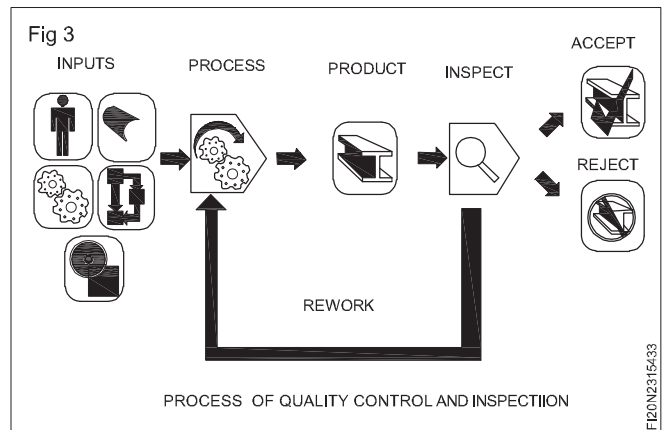 Fig 3
INPUTS
PROCESS
PRODUCT
INSPECT
ACCEPT
REJECT
REWORK
PROCESS OF QUALITY CONTROL AND INSPECTIION
FI20N2315433